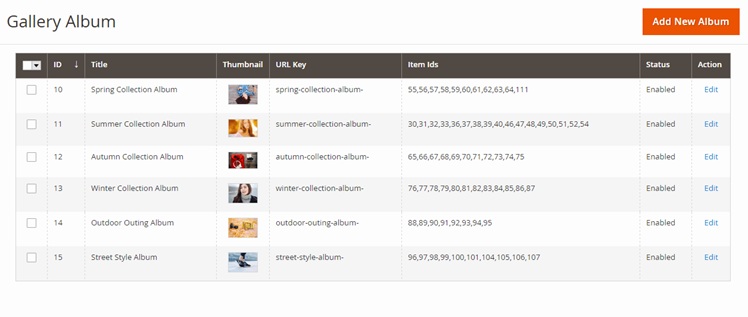 Gallery Album
Add New Album
ID ↓ Title Thumbnail URL Key Item Ids Status Action
10 Spring Collection Album spring-collection-album- 55,56,57,58,59,60,61,62,63,64,111 Enabled Edit
11 Summer Collection Album summer-collection-album- 30,31,32,33,36,37,38,39,40,46,47,48,49,50,51,52,54 Enabled Edit
12 Autumn Collection Album autumn-collection-album- 65,66,67,68,69,70,71,72,73,74,75 Enabled Edit
13 Winter Collection Album winter-collection-album- 76,77,78,79,80,81,82,83,84,85,86,87 Enabled Edit
14 Outdoor Outing Album outdoor-outing-album- 88,89,90,91,92,93,94,95 Enabled Edit
15 Street Style Album street-style-album- 96,97,98,99,100,101,104,105,106,107 Enabled Edit